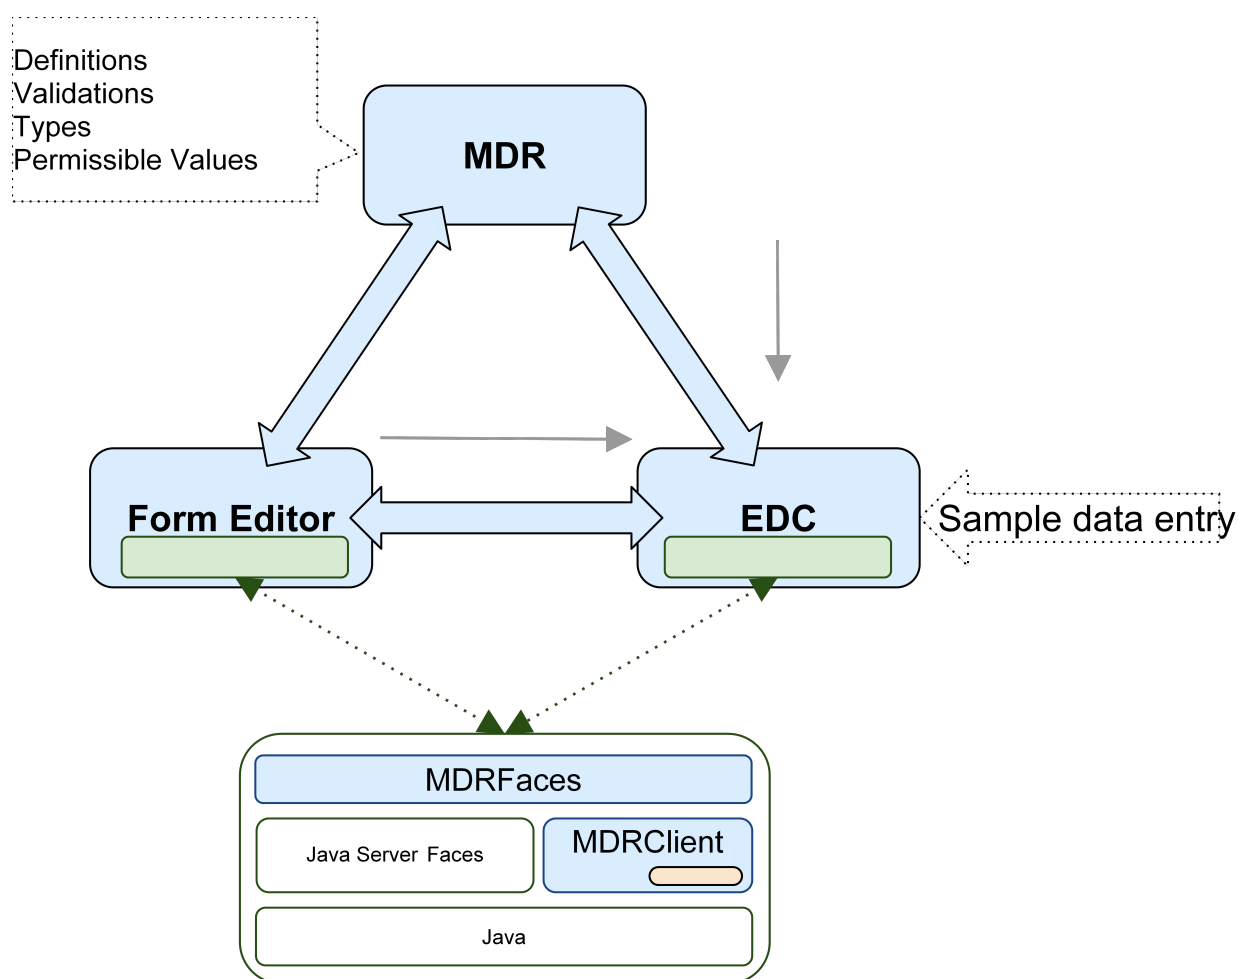 Definitions
Validations
Types
Permissible Values
MDR
Form Editor
EDC
Sample data entry
MDRFaces
Java Server Faces
MDRClient
Java